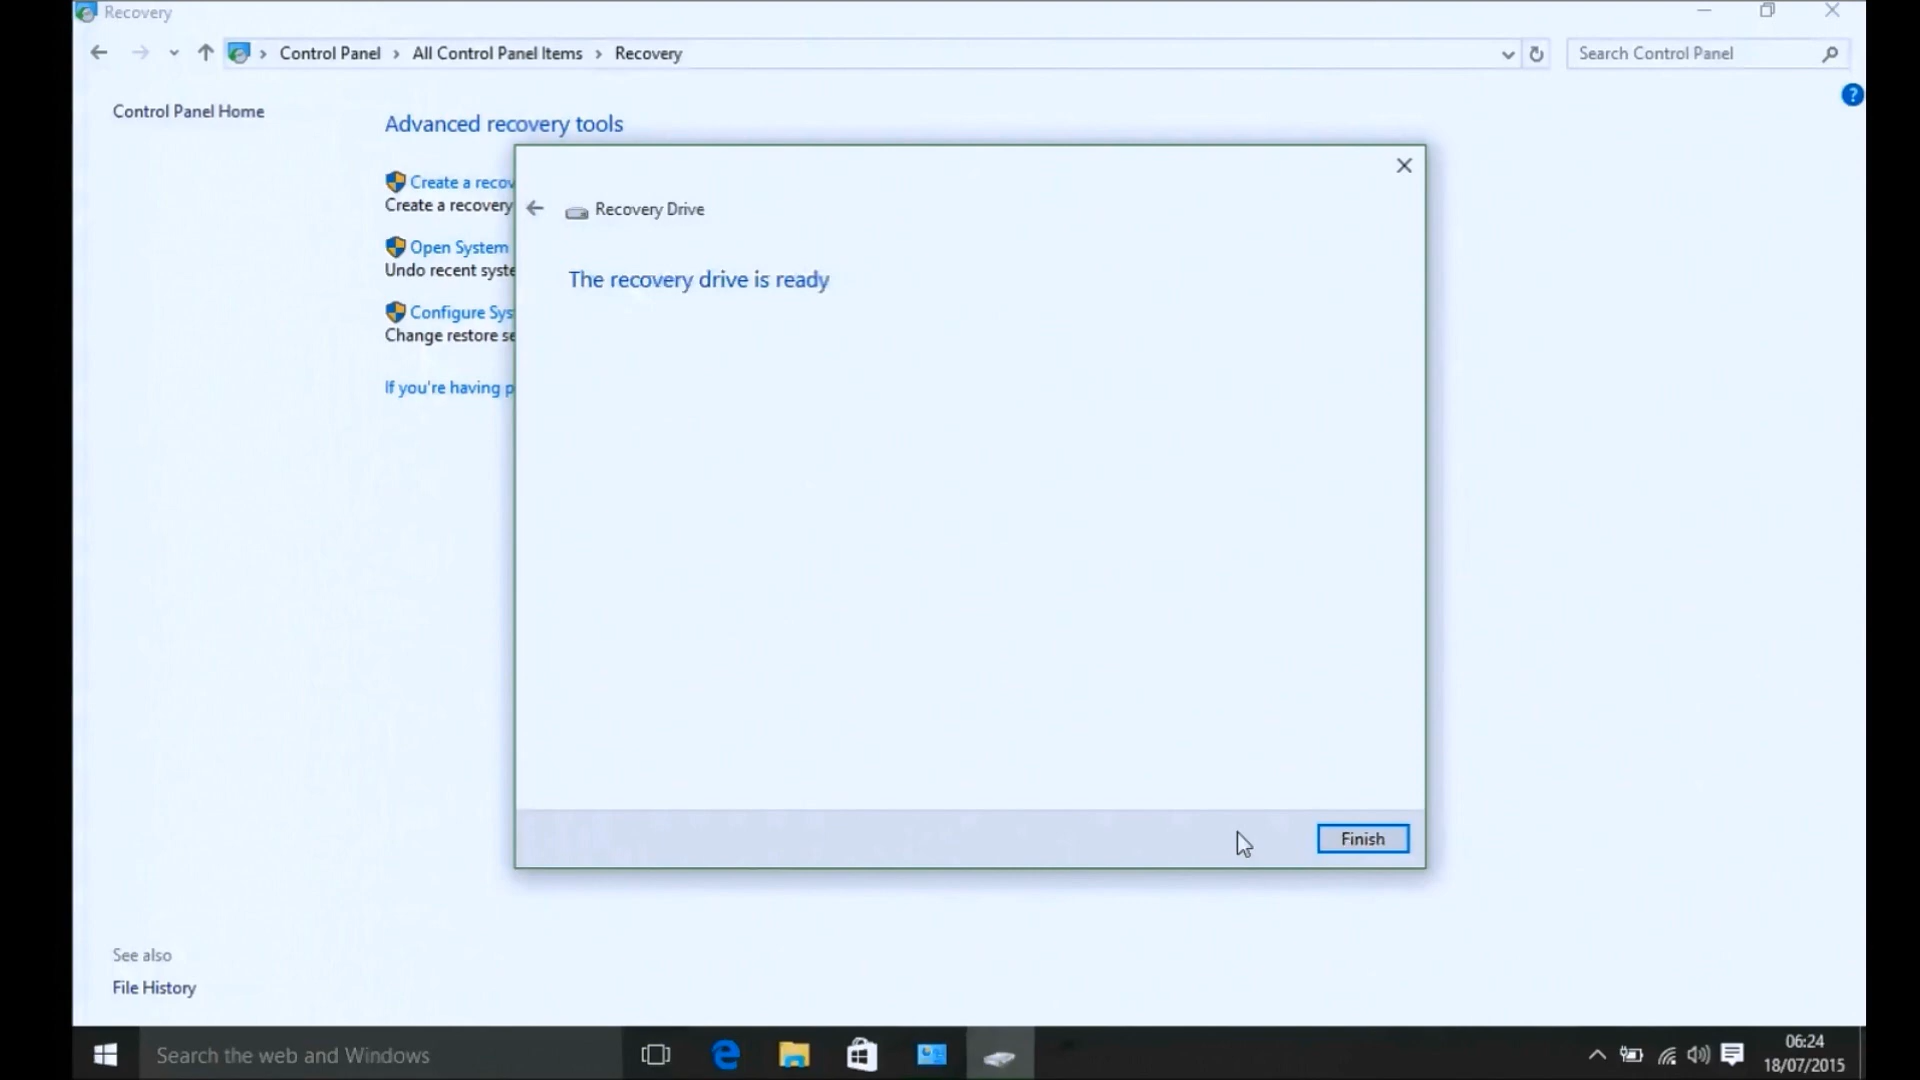 Recovery
Control Panel > All Control Panel Items > Recovery
Search Control Panel
?
Control Panel Home
Advanced recovery tools
Create a recov
Create a recovery
Open System
Undo recent syste
Configure Sys
Change restore se
If you're having p
Recovery Drive
The recovery drive is ready
Finish
See also
File History
Search the web and Windows
06:24
18/07/2015